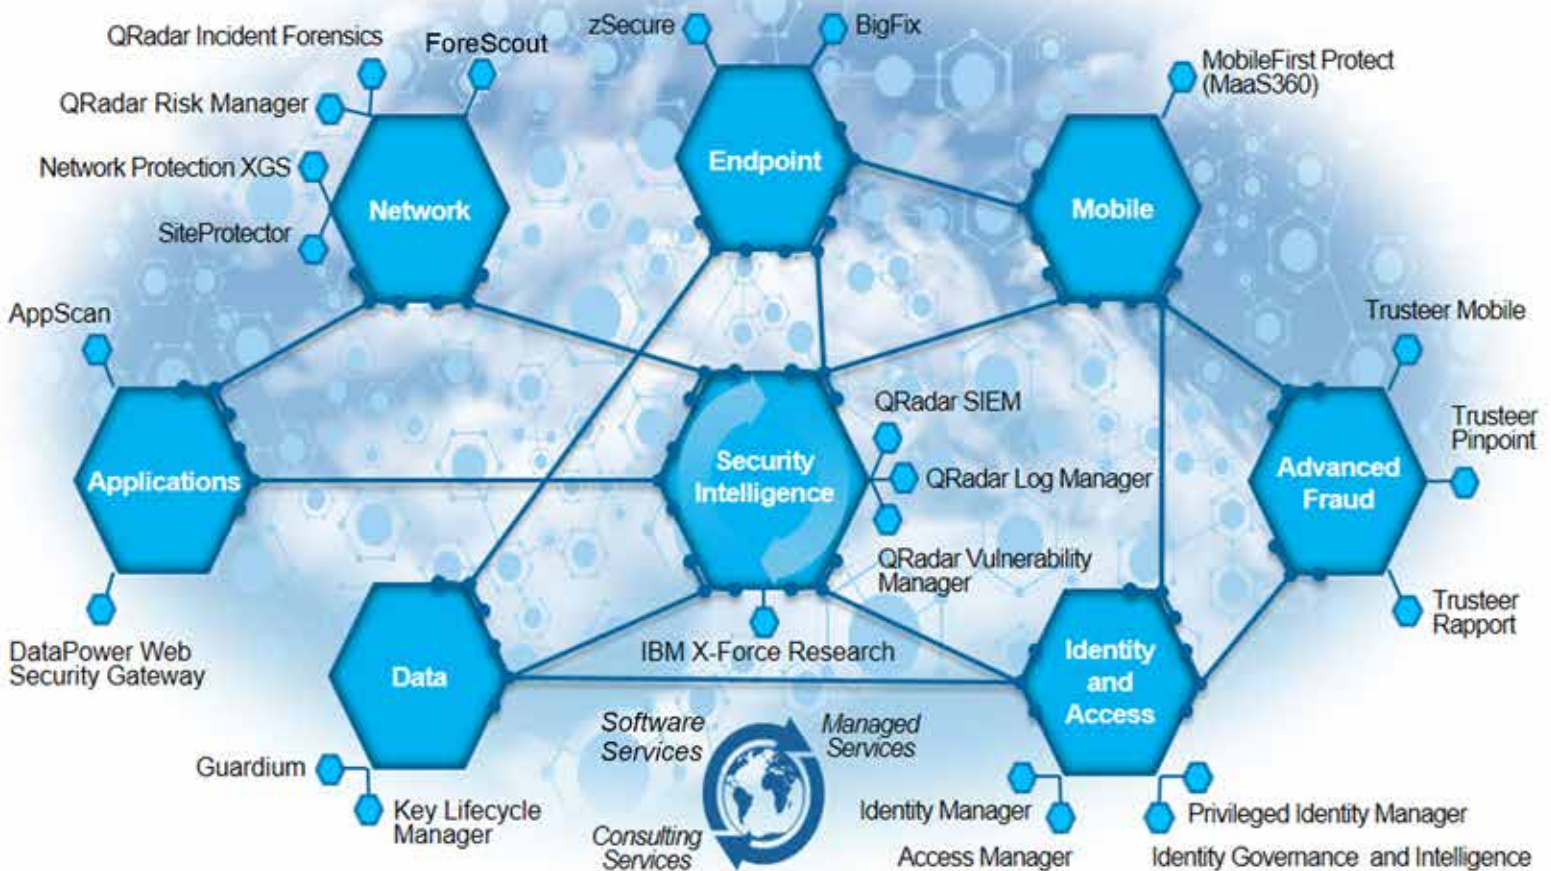 QRadar Incident Forensics
ForeScout
zSecure
BigFix
MobileFirst Protect
(MaaS360)
QRadar Risk Manager
Network Protection XGS
SiteProtector
Network
Endpoint
Mobile
AppScan
Trusteer Mobile
Applications
Security
Intelligence
QRadar SIEM
QRadar Log Manager
QRadar Vulnerability
Manager
Advanced
Fraud
Trusteer
Pinpoint
Trusteer
Rapport
DataPower Web
Security Gateway
Data
IBM X-Force Research
Identity
and
Access
Guardium
Key Lifecycle
Manager
Software
Services
Managed
Services
Consulting
Services
Identity Manager
Access Manager
Privileged Identity Manager
Identity Governance and Intelligence